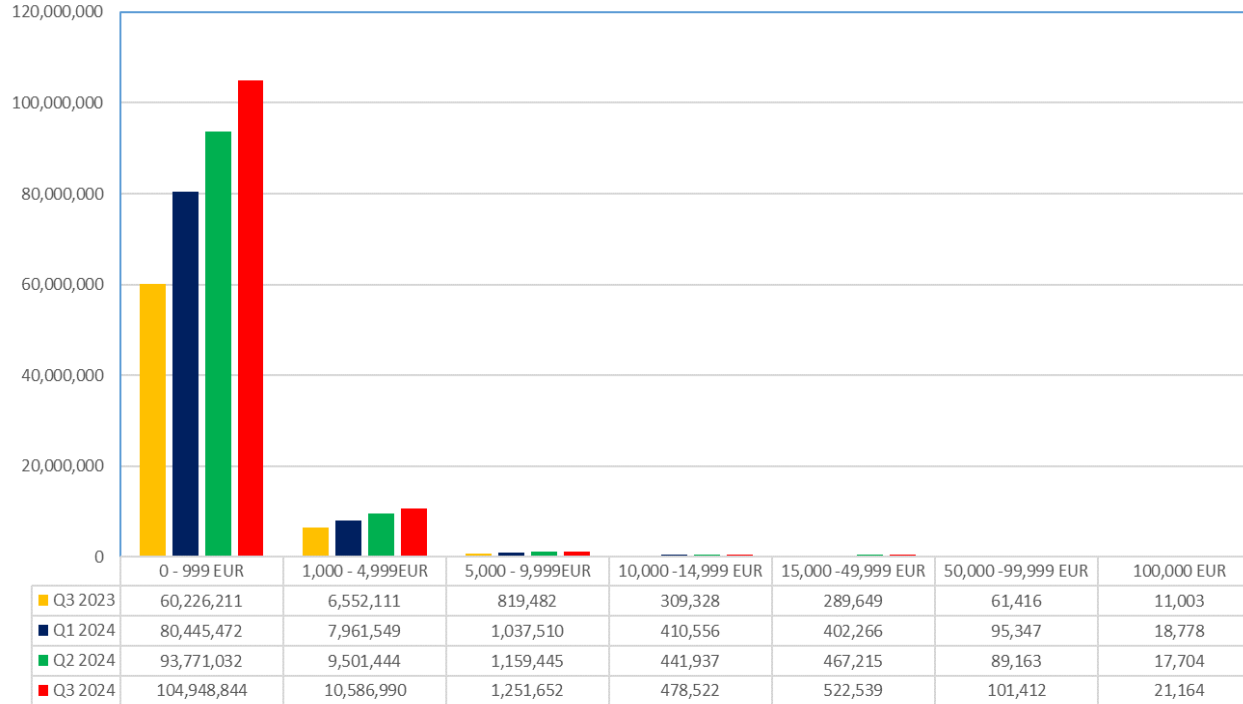 120,000,000
100,000,000
80,000,000
60,000,000
40,000,000
20,000,000
0
0 - 999 EUR 1,000 - 4,999EUR 5,000 - 9,999EUR 10,000 -14,999 EUR 15,000 -49,999 EUR 50,000 -99,999 EUR 100,000 EUR
Q3 2023 60,226,211 6,552,111 819,482 309,328 289,649 61,416 11,003
Q1 2024 80,445,472 7,961,549 1,037,510 410,556 402,266 95,347 18,778
Q2 2024 93,771,032 9,501,444 1,159,445 441,937 467,215 89,163 17,704
Q3 2024 104,948,844 10,586,990 1,251,652 478,522 522,539 101,412 21,164